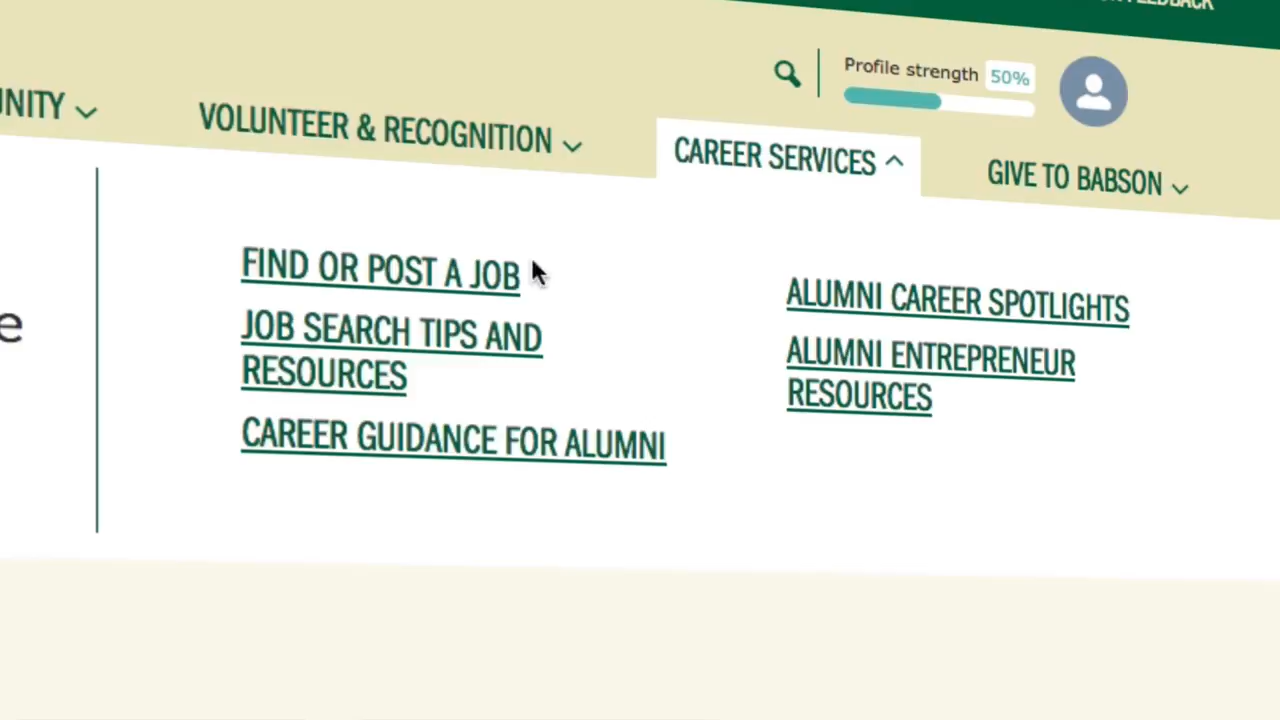 FEEDBACK
Profile strength 50%
VOLUNTEER & RECOGNITION
CAREER SERVICES
GIVE TO BABSON
FIND OR POST A JOB
JOB SEARCH TIPS AND
RESOURCES
CAREER GUIDANCE FOR ALUMNI
ALUMNI CAREER SPOTLIGHTS
ALUMNI ENTREPRENEUR
RESOURCES